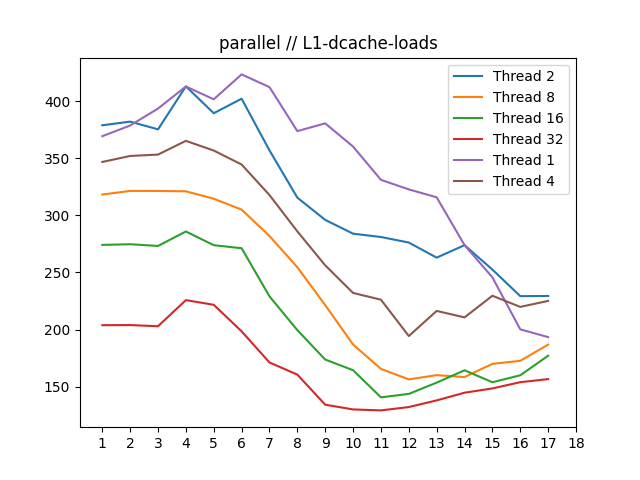 parallel // L1-dcache-loads
Thread 2
Thread 8
Thread 16
Thread 32
Thread 1
Thread 4
400
350
300
250
200
150
1 2 3 4 5 6 7 8 9 10 11 12 13 14 15 16 17 18